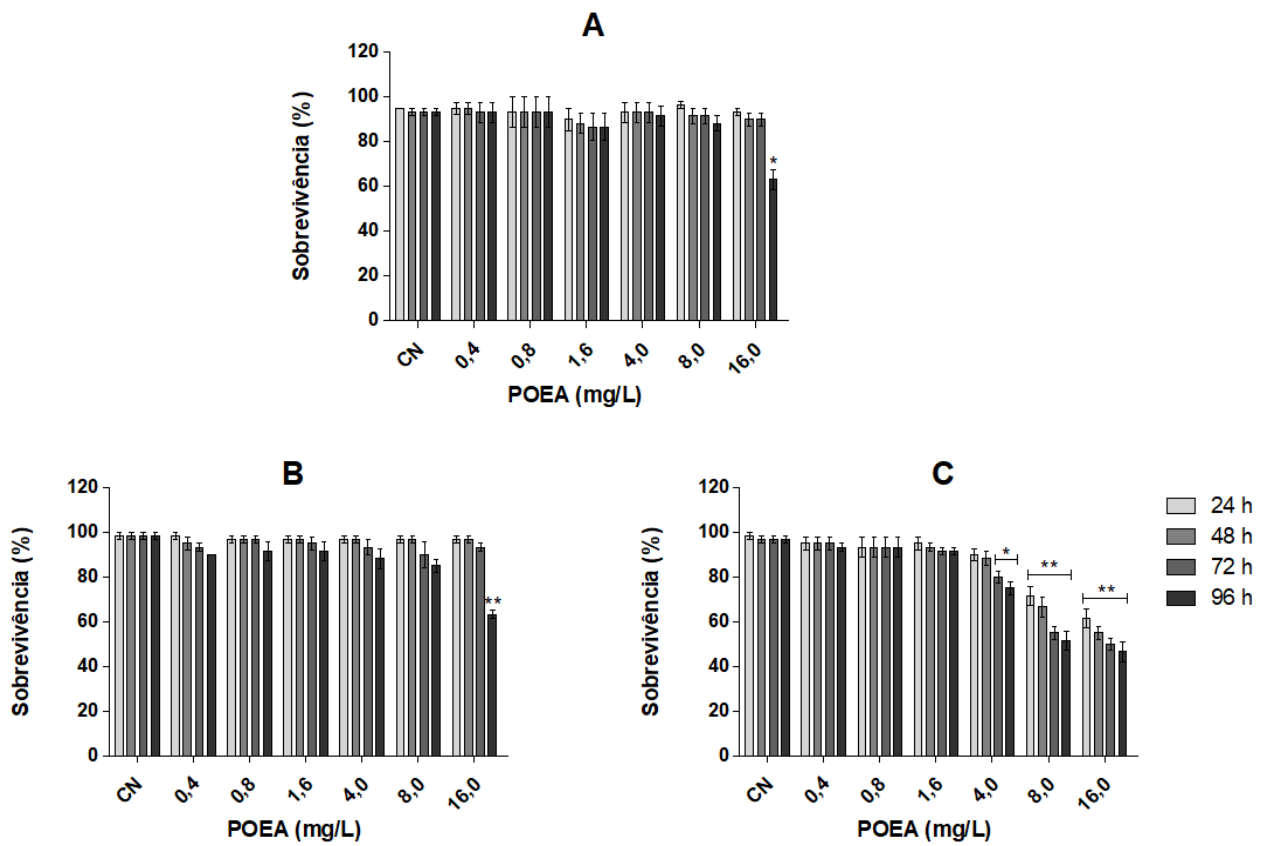 A
120
100
80
60
40
20
0
Sobrevivência (%)
*
CN 0,4 0,8 1,6 4,0 8,0 16,0
POEA (mg/L)
B
120
100
80
60
40
20
0
Sobrevivência (%)
**
CN 0,4 0,8 1,6 4,0 8,0 16,0
POEA (mg/L)
C
120
100
80
60
40
20
0
Sobrevivência (%)
* ** **
CN 0,4 0,8 1,6 4,0 8,0 16,0
POEA (mg/L)
24 h
48 h
72 h
96 h